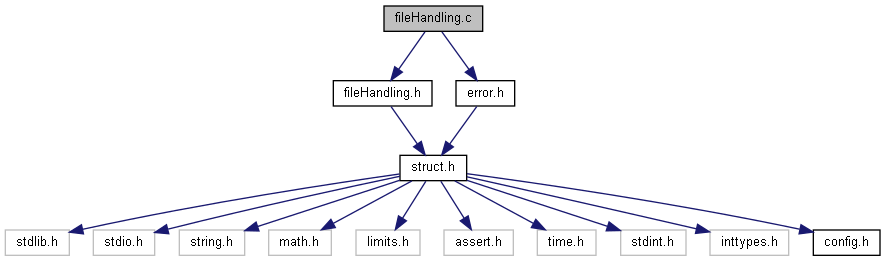 fileHandling.c
fileHandling.h
error.h
struct.h
stdlib.h
stdio.h
string.h
math.h
limits.h
assert.h
time.h
stdint.h
inttypes.h
config.h